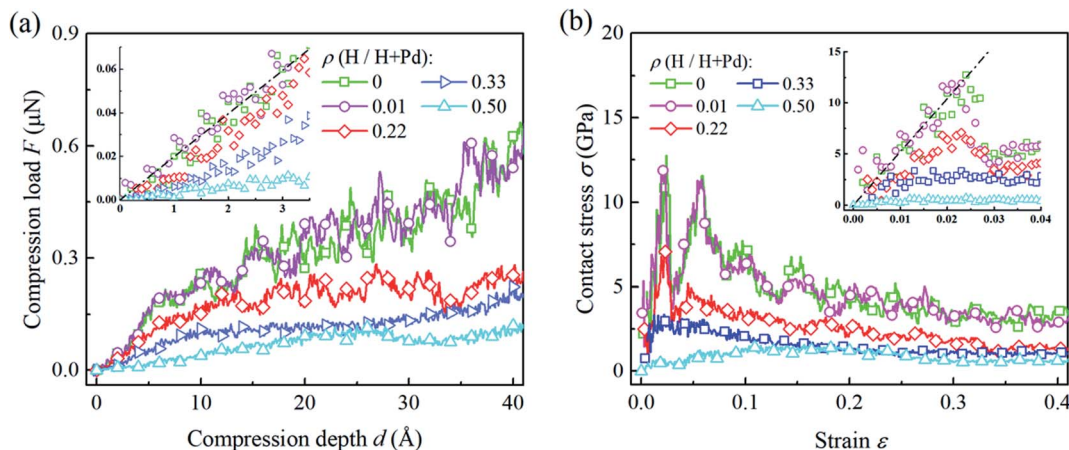 (a)
0.9
0.6
0.3
0.0
Compression load F (μN)
0.06
0.04
0.02
0.00
0 1 2 3
ρ (H / H+Pd):
0 0.33
0.01 0.50
0.22
0 10 20 30 40
Compression depth d (Å)
(b)
20
15
10
5
0
Contact stress σ (GPa)
ρ (H / H+Pd):
0 0.33
0.01 0.50
0.22
15
10
5
0
0.00 0.01 0.02 0.03 0.04
0.0 0.1 0.2 0.3 0.4
Strain ε